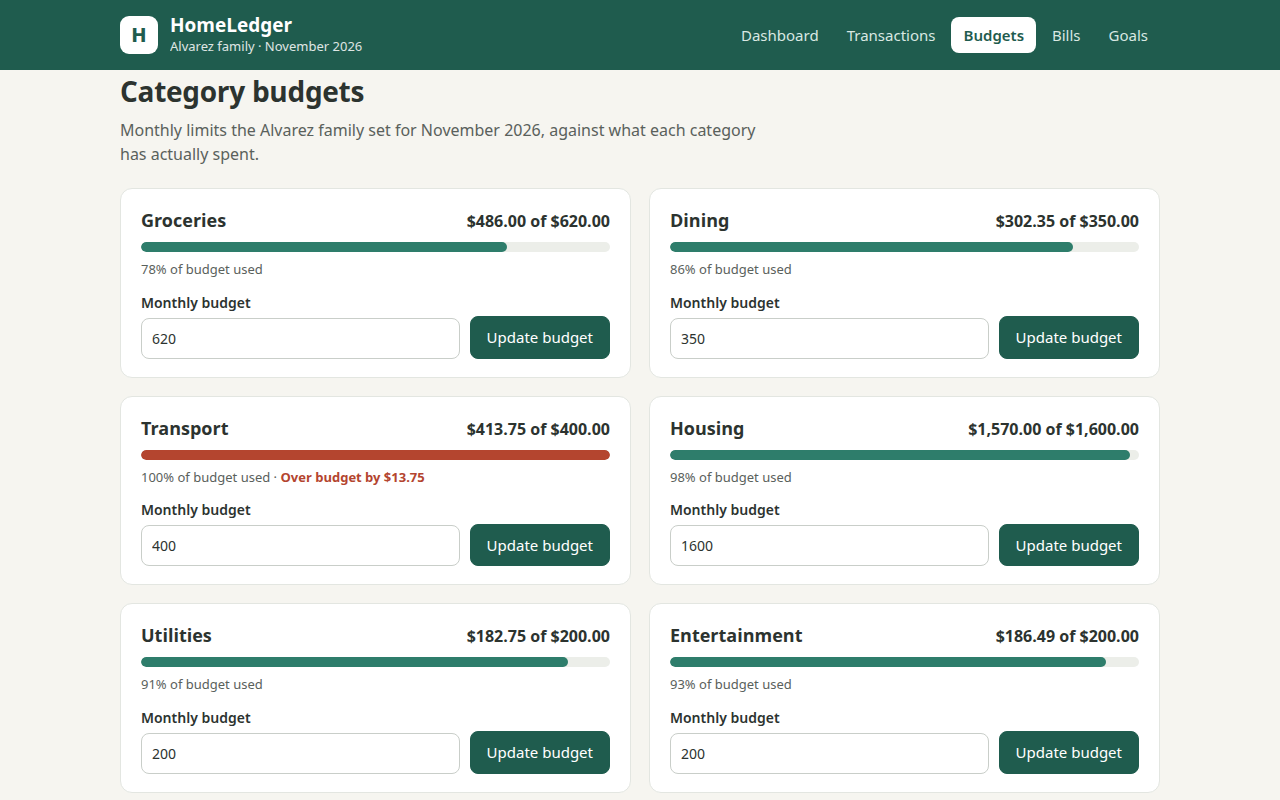 H
HomeLedger
Alvarez family · November 2026
Dashboard
Transactions
Budgets
Bills
Goals
Category budgets
Monthly limits the Alvarez family set for November 2026, against what each category
has actually spent.
Groceries
$486.00 of $620.00
78% of budget used
Monthly budget
620
Update budget
Dining
$302.35 of $350.00
86% of budget used
Monthly budget
350
Update budget
Transport
$413.75 of $400.00
100% of budget used · Over budget by $13.75
Monthly budget
400
Update budget
Housing
$1,570.00 of $1,600.00
98% of budget used
Monthly budget
1600
Update budget
Utilities
$182.75 of $200.00
91% of budget used
Monthly budget
200
Update budget
Entertainment
$186.49 of $200.00
93% of budget used
Monthly budget
200
Update budget